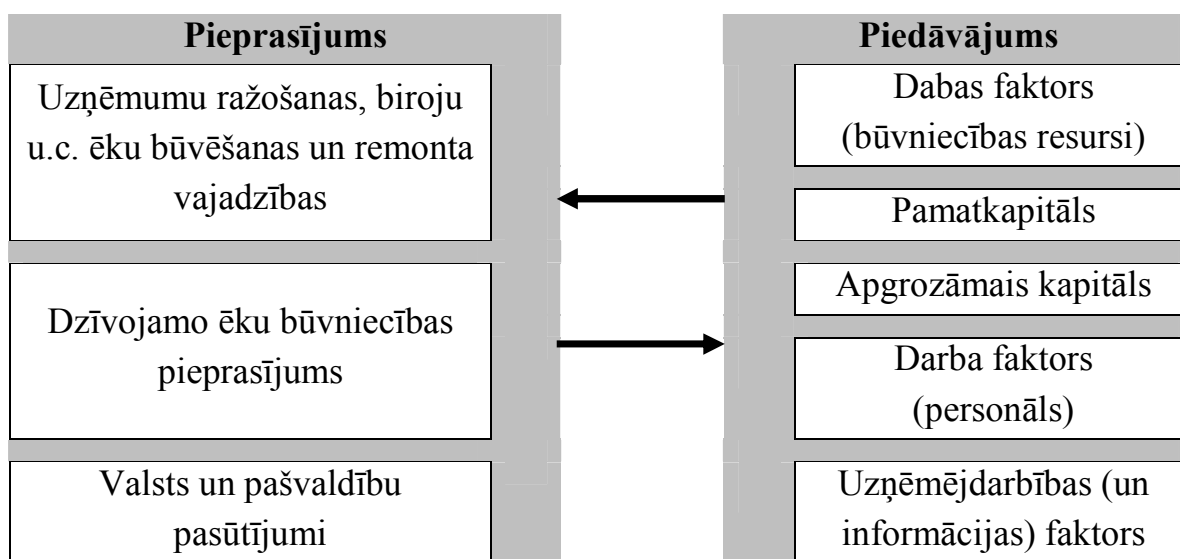 Pieprasījums
Uzņēmumu ražošanas, biroju
u.c. ēku būvēšanas un remonta
vajadzības
Dzīvojamo ēku būvniecības
pieprasījums
Valsts un pašvaldību
pasūtījumi
Piedāvājums
Dabas faktors
(būvniecības resursi)
Pamatkapitāls
Apgrozāmais kapitāls
Darba faktors
(personāls)
Uzņēmējdarbības (un
informācijas) faktors